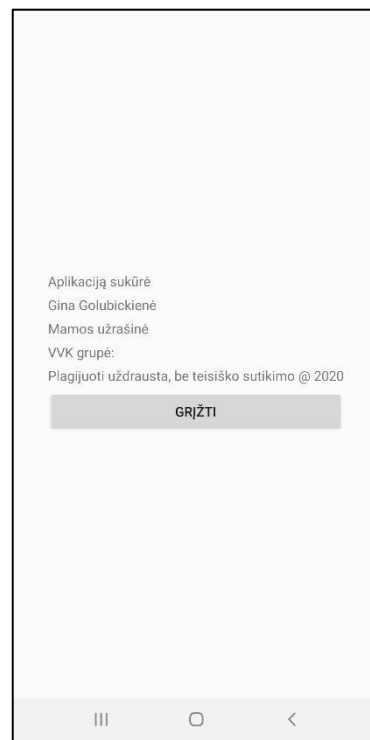 Aplikaciją sukūrė
Gina Golubickienė
Mamos užrašinė
VVK grupė:
Plagijuoti uždrausta, be teisiško sutikimo @ 2020
GRĮŽTI